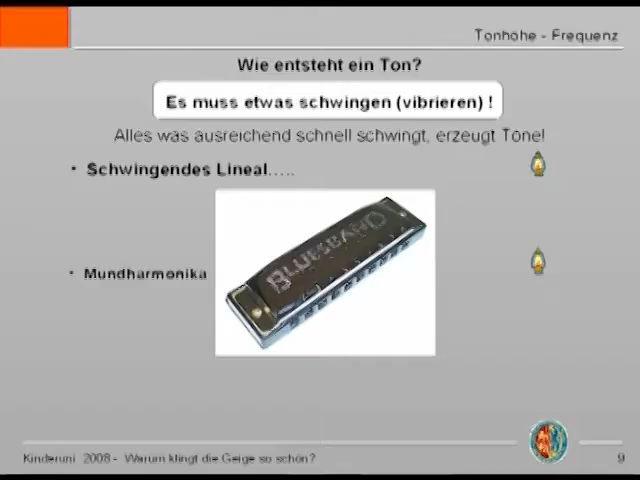 Tonhöhe - Frequenz
Wie entsteht ein Ton?
Es muss etwas schwingen (vibrieren) !
Alles was ausreichend schnell schwingt, erzeugt Töne!
• Schwingendes Lineal.....
BLUESBAND
• Mundharmonika
Kinderuni 2008 - Warum klingt die Geige so schön?
9